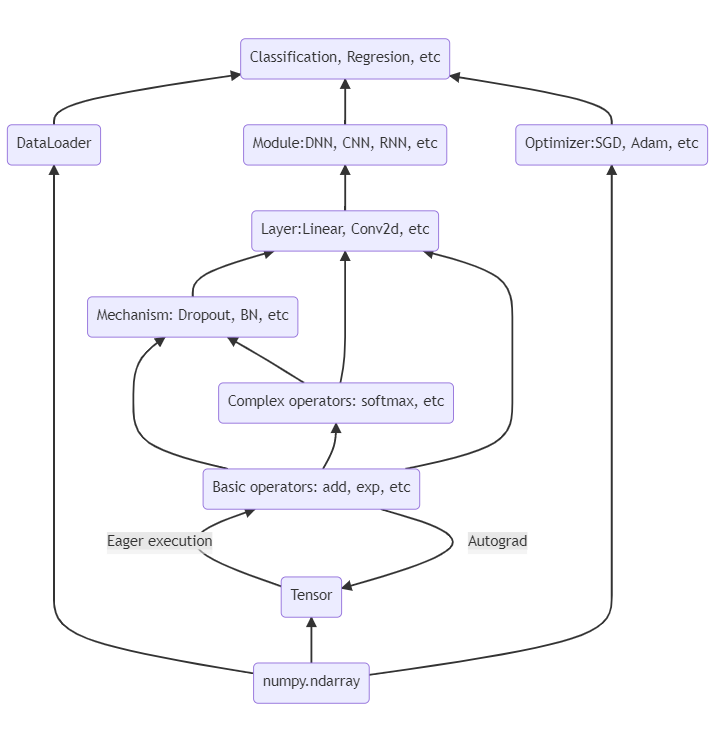 Classification, Regresion, etc
DataLoader
Module:DNN, CNN, RNN, etc
Optimizer:SGD, Adam, etc
Layer:Linear, Conv2d, etc
Mechanism: Dropout, BN, etc
Complex operators: softmax, etc
Basic operators: add, exp, etc
Eager execution
Autograd
Tensor
numpy.ndarray